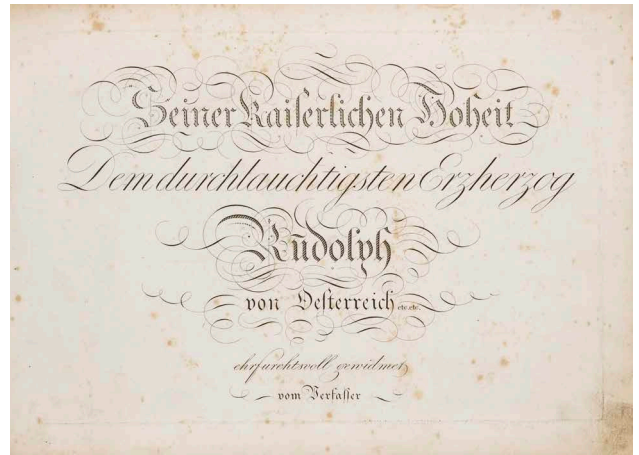 Seiner Kaiserlichen Hoheit
Dem durchlauchtigsten Erzherzog
Rudolph
von Oesterreich etc. etc.
ehrfurchtsvoll gewidmet
vom Verfasser